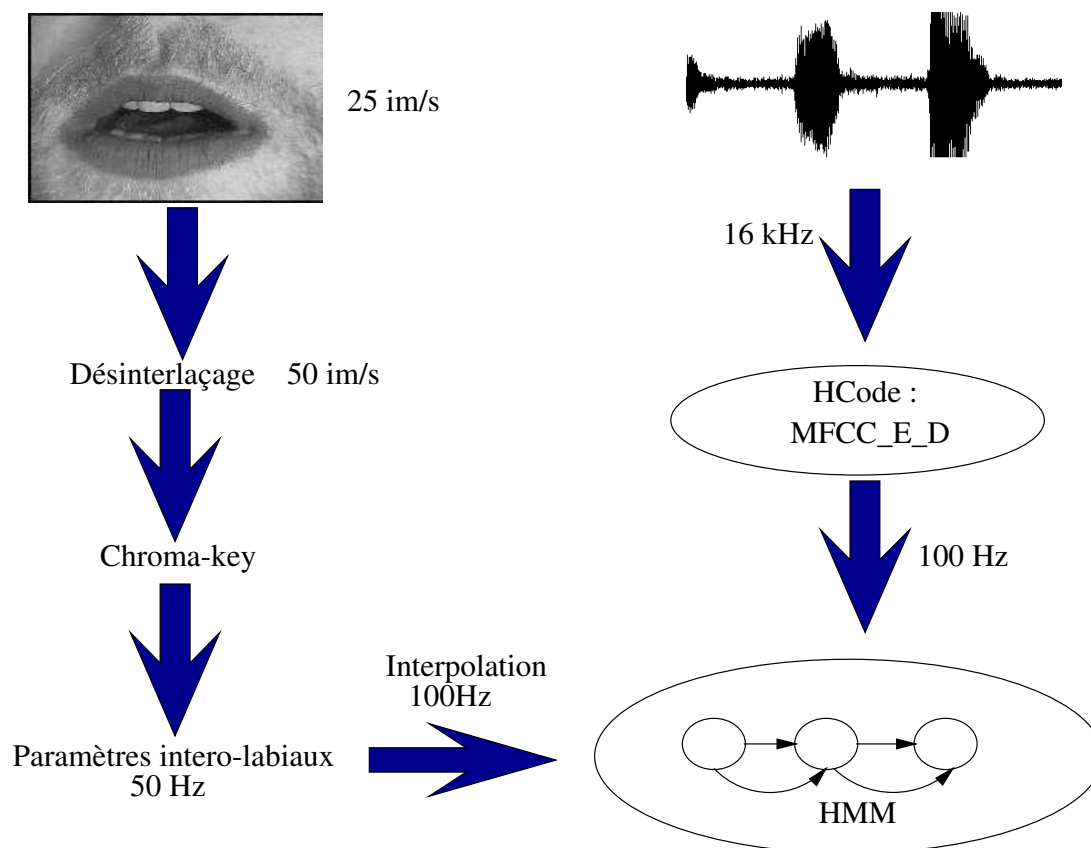 25 im/s
16 kHz
Désinterlaçage 50 im/s
HCode :
MFCC_E_D
Chroma-key
100 Hz
Interpolation
100Hz
Paramètres intero-labiaux
50 Hz
HMM